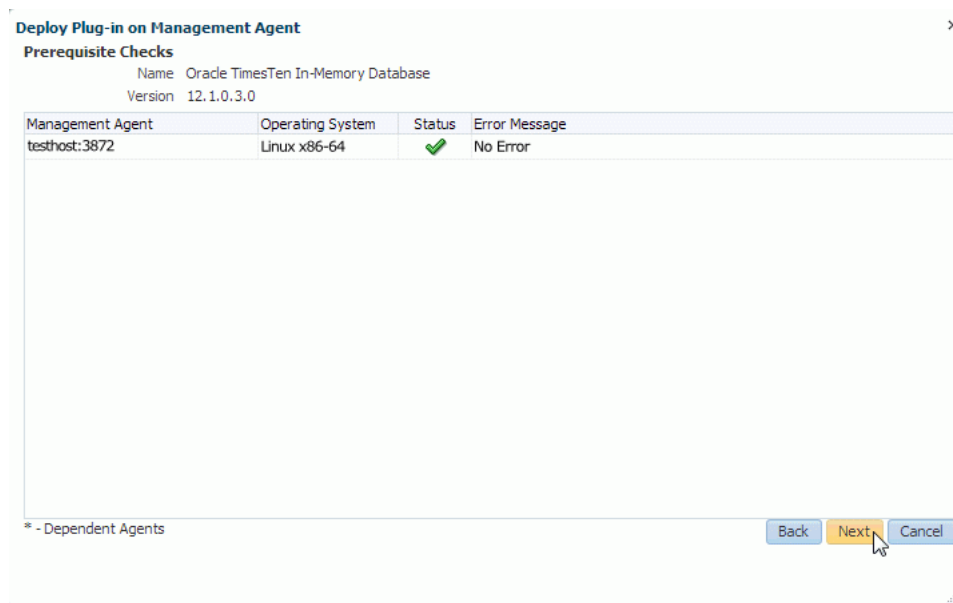 Deploy Plug-in on Management Agent
Prerequisite Checks
Name Oracle TimesTen In-Memory Database
Version 12.1.0.3.0
Management Agent Operating System Status Error Message
testhost:3872 Linux x86-64 No Error
* - Dependent Agents
Back Next Cancel